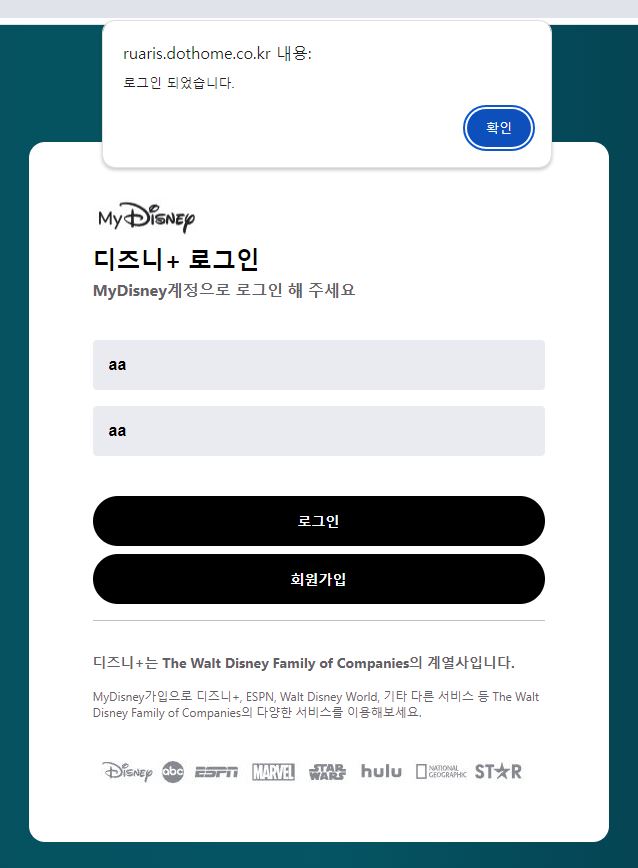 ruaris.dothome.co.kr 내용:
로그인 되었습니다.
확인
My Disney
디즈니+ 로그인
MyDisney계정으로 로그인 해 주세요
aa
aa
로그인
회원가입
디즈니+는 The Walt Disney Family of Companies의 계열사입니다.
MyDisney가입으로 디즈니+, ESPN, Walt Disney World, 기타 다른 서비스 등 The Walt
Disney Family of Companies의 다양한 서비스를 이용해보세요.
Disney abc ESPN MARVEL STAR WARS hulu NATIONAL GEOGRAPHIC STAR